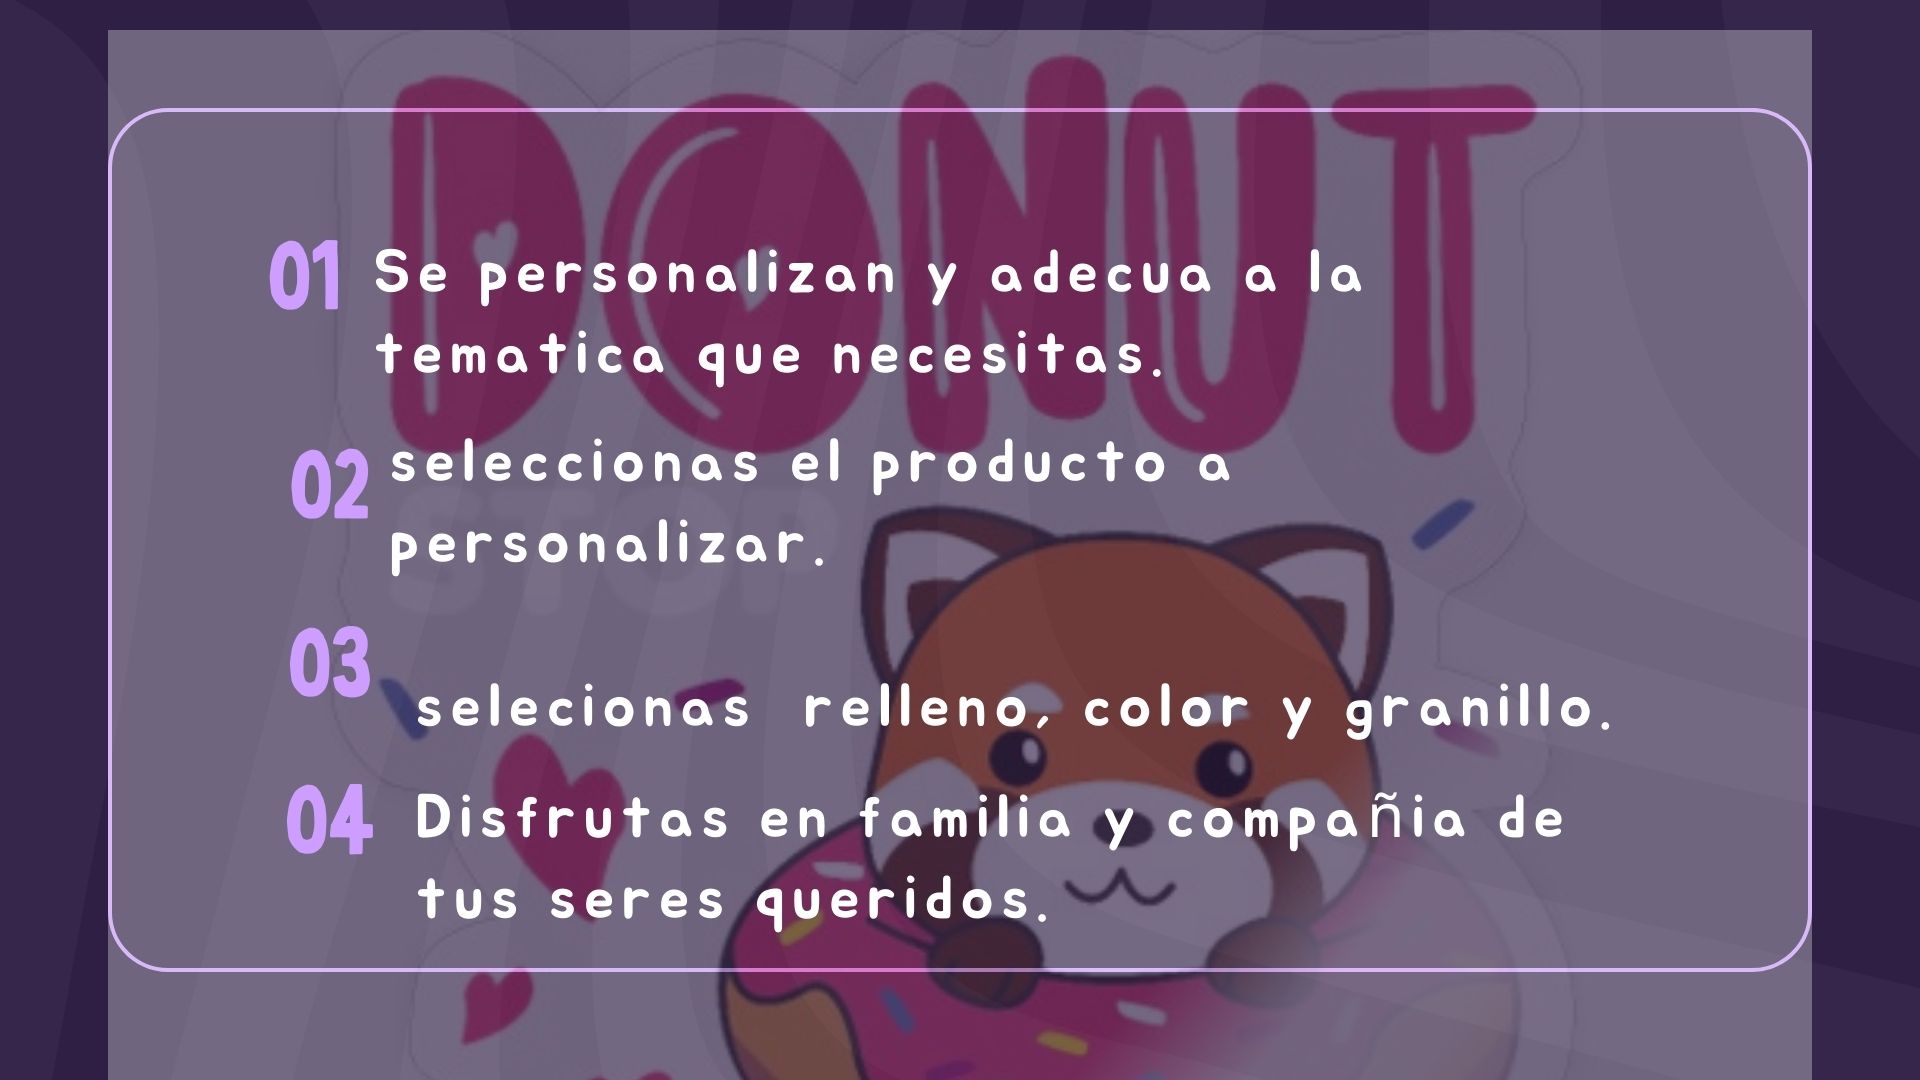 DONUT
01 Se personalizan y adecua a la
tematica que necesitas.
02 seleccionas el producto a
personalizar.
STOP
03
selecionas relleno, color y granillo.
04 Disfrutas en familia y compañia de
tus seres queridos.